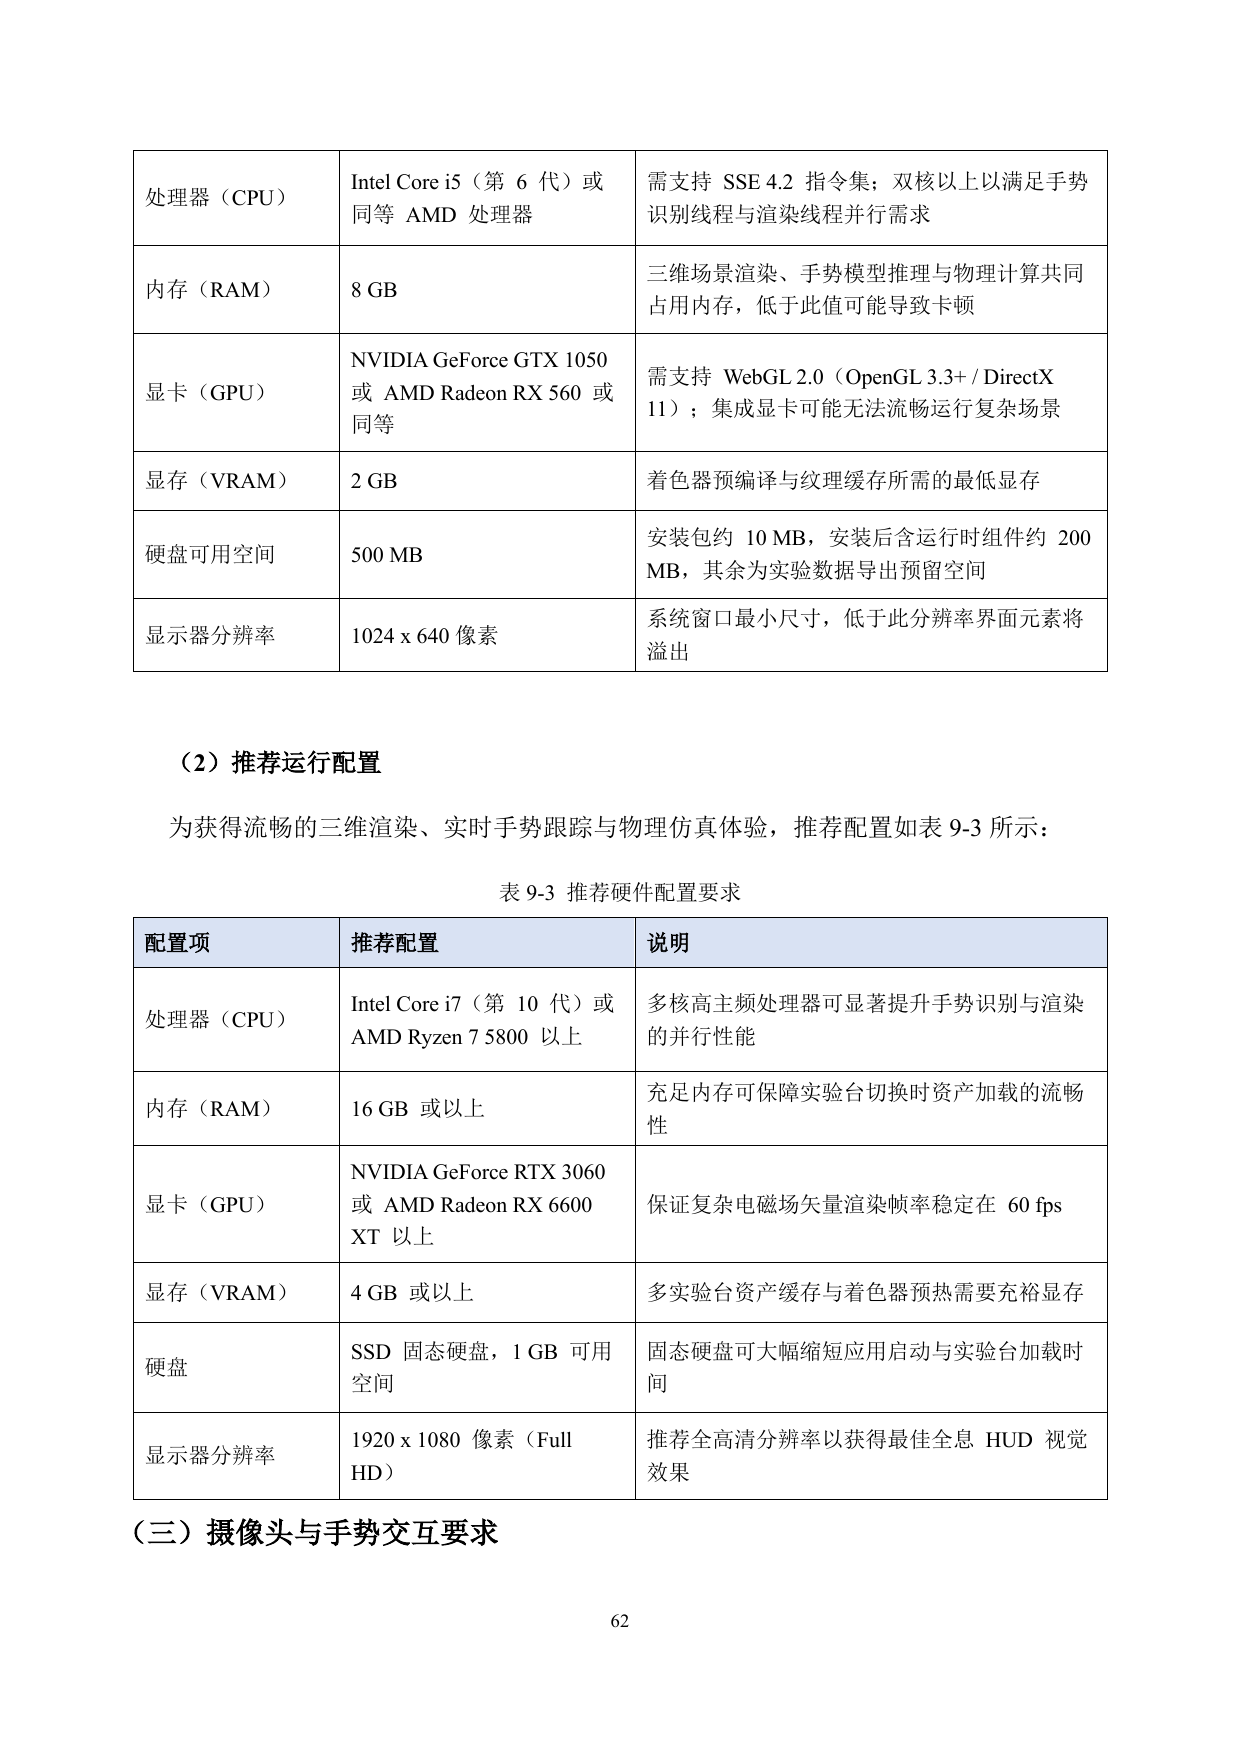 处理器（CPU）
Intel Core i5（第 6 代）或
同等 AMD 处理器
需支持 SSE 4.2 指令集；双核以上以满足手势
识别线程与渲染线程并行需求
内存（RAM）
8 GB
三维场景渲染、手势模型推理与物理计算共同
占用内存，低于此值可能导致卡顿
显卡（GPU）
NVIDIA GeForce GTX 1050
或 AMD Radeon RX 560 或
同等
需支持 WebGL 2.0（OpenGL 3.3+ / DirectX
11）；集成显卡可能无法流畅运行复杂场景
显存（VRAM）
2 GB
着色器预编译与纹理缓存所需的最低显存
硬盘可用空间
500 MB
安装包约 10 MB，安装后含运行时组件约 200
MB，其余为实验数据导出预留空间
显示器分辨率
1024 x 640 像素
系统窗口最小尺寸，低于此分辨率界面元素将
溢出
（2）推荐运行配置
为获得流畅的三维渲染、实时手势跟踪与物理仿真体验，推荐配置如表 9-3 所示：
表 9-3 推荐硬件配置要求
配置项
推荐配置
说明
处理器（CPU）
Intel Core i7（第 10 代）或
AMD Ryzen 7 5800 以上
多核高主频处理器可显著提升手势识别与渲染
的并行性能
内存（RAM）
16 GB 或以上
充足内存可保障实验台切换时资产加载的流畅
性
显卡（GPU）
NVIDIA GeForce RTX 3060
或 AMD Radeon RX 6600
XT 以上
保证复杂电磁场矢量渲染帧率稳定在 60 fps
显存（VRAM）
4 GB 或以上
多实验台资产缓存与着色器预热需要充裕显存
硬盘
SSD 固态硬盘，1 GB 可用
空间
固态硬盘可大幅缩短应用启动与实验台加载时
间
显示器分辨率
1920 x 1080 像素（Full
HD）
推荐全高清分辨率以获得最佳全息 HUD 视觉
效果
（三）摄像头与手势交互要求
62